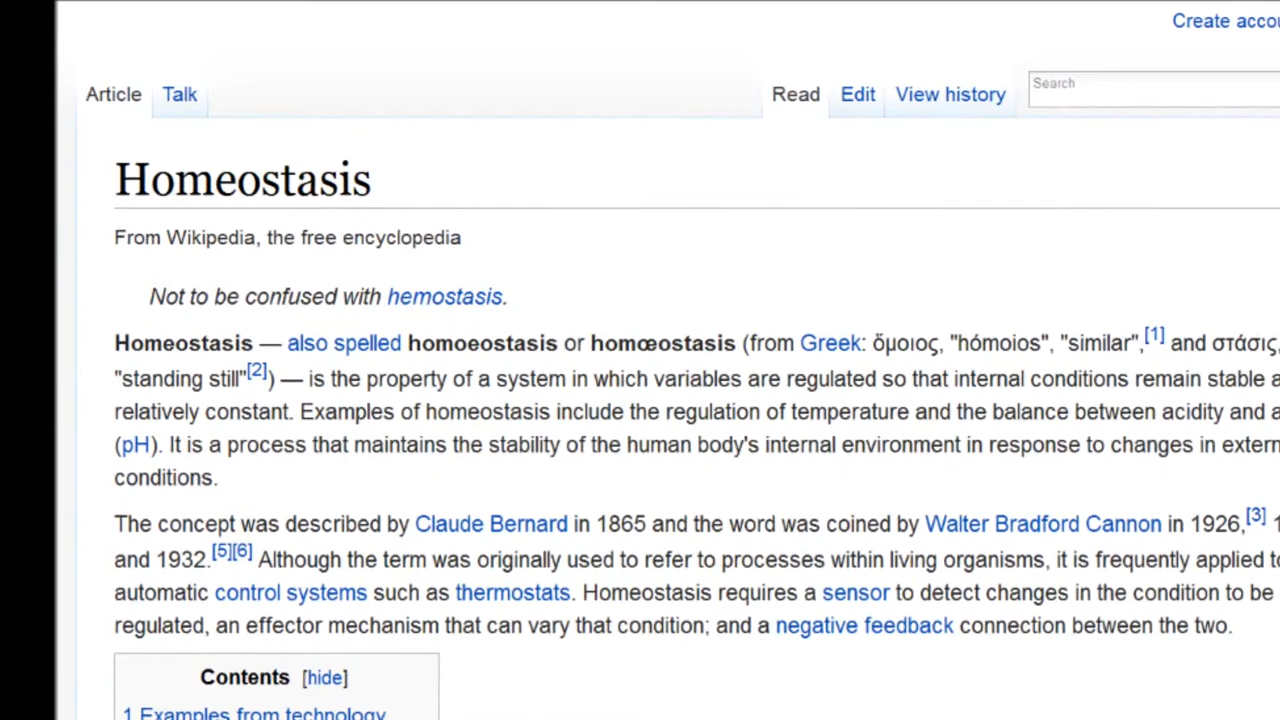 Create
Article Talk Read Edit View history Search
Homeostasis
From Wikipedia, the free encyclopedia
Not to be confused with hemostasis.
Homeostasis — also spelled homoeostasis or homœostasis (from Greek: ὅμοιος, "hómoios", "similar",[1] and στάσις,
"standing still"[2]) — is the property of a system in which variables are regulated so that internal conditions remain stable
relatively constant. Examples of homeostasis include the regulation of temperature and the balance between acidity and
(pH). It is a process that maintains the stability of the human body's internal environment in response to changes in
conditions.
The concept was described by Claude Bernard in 1865 and the word was coined by Walter Bradford Cannon in 1926,[3]
and 1932.[5][6] Although the term was originally used to refer to processes within living organisms, it is frequently applied
automatic control systems such as thermostats. Homeostasis requires a sensor to detect changes in the condition to be
regulated, an effector mechanism that can vary that condition; and a negative feedback connection between the two.
Contents [hide]
1 Examples from technology